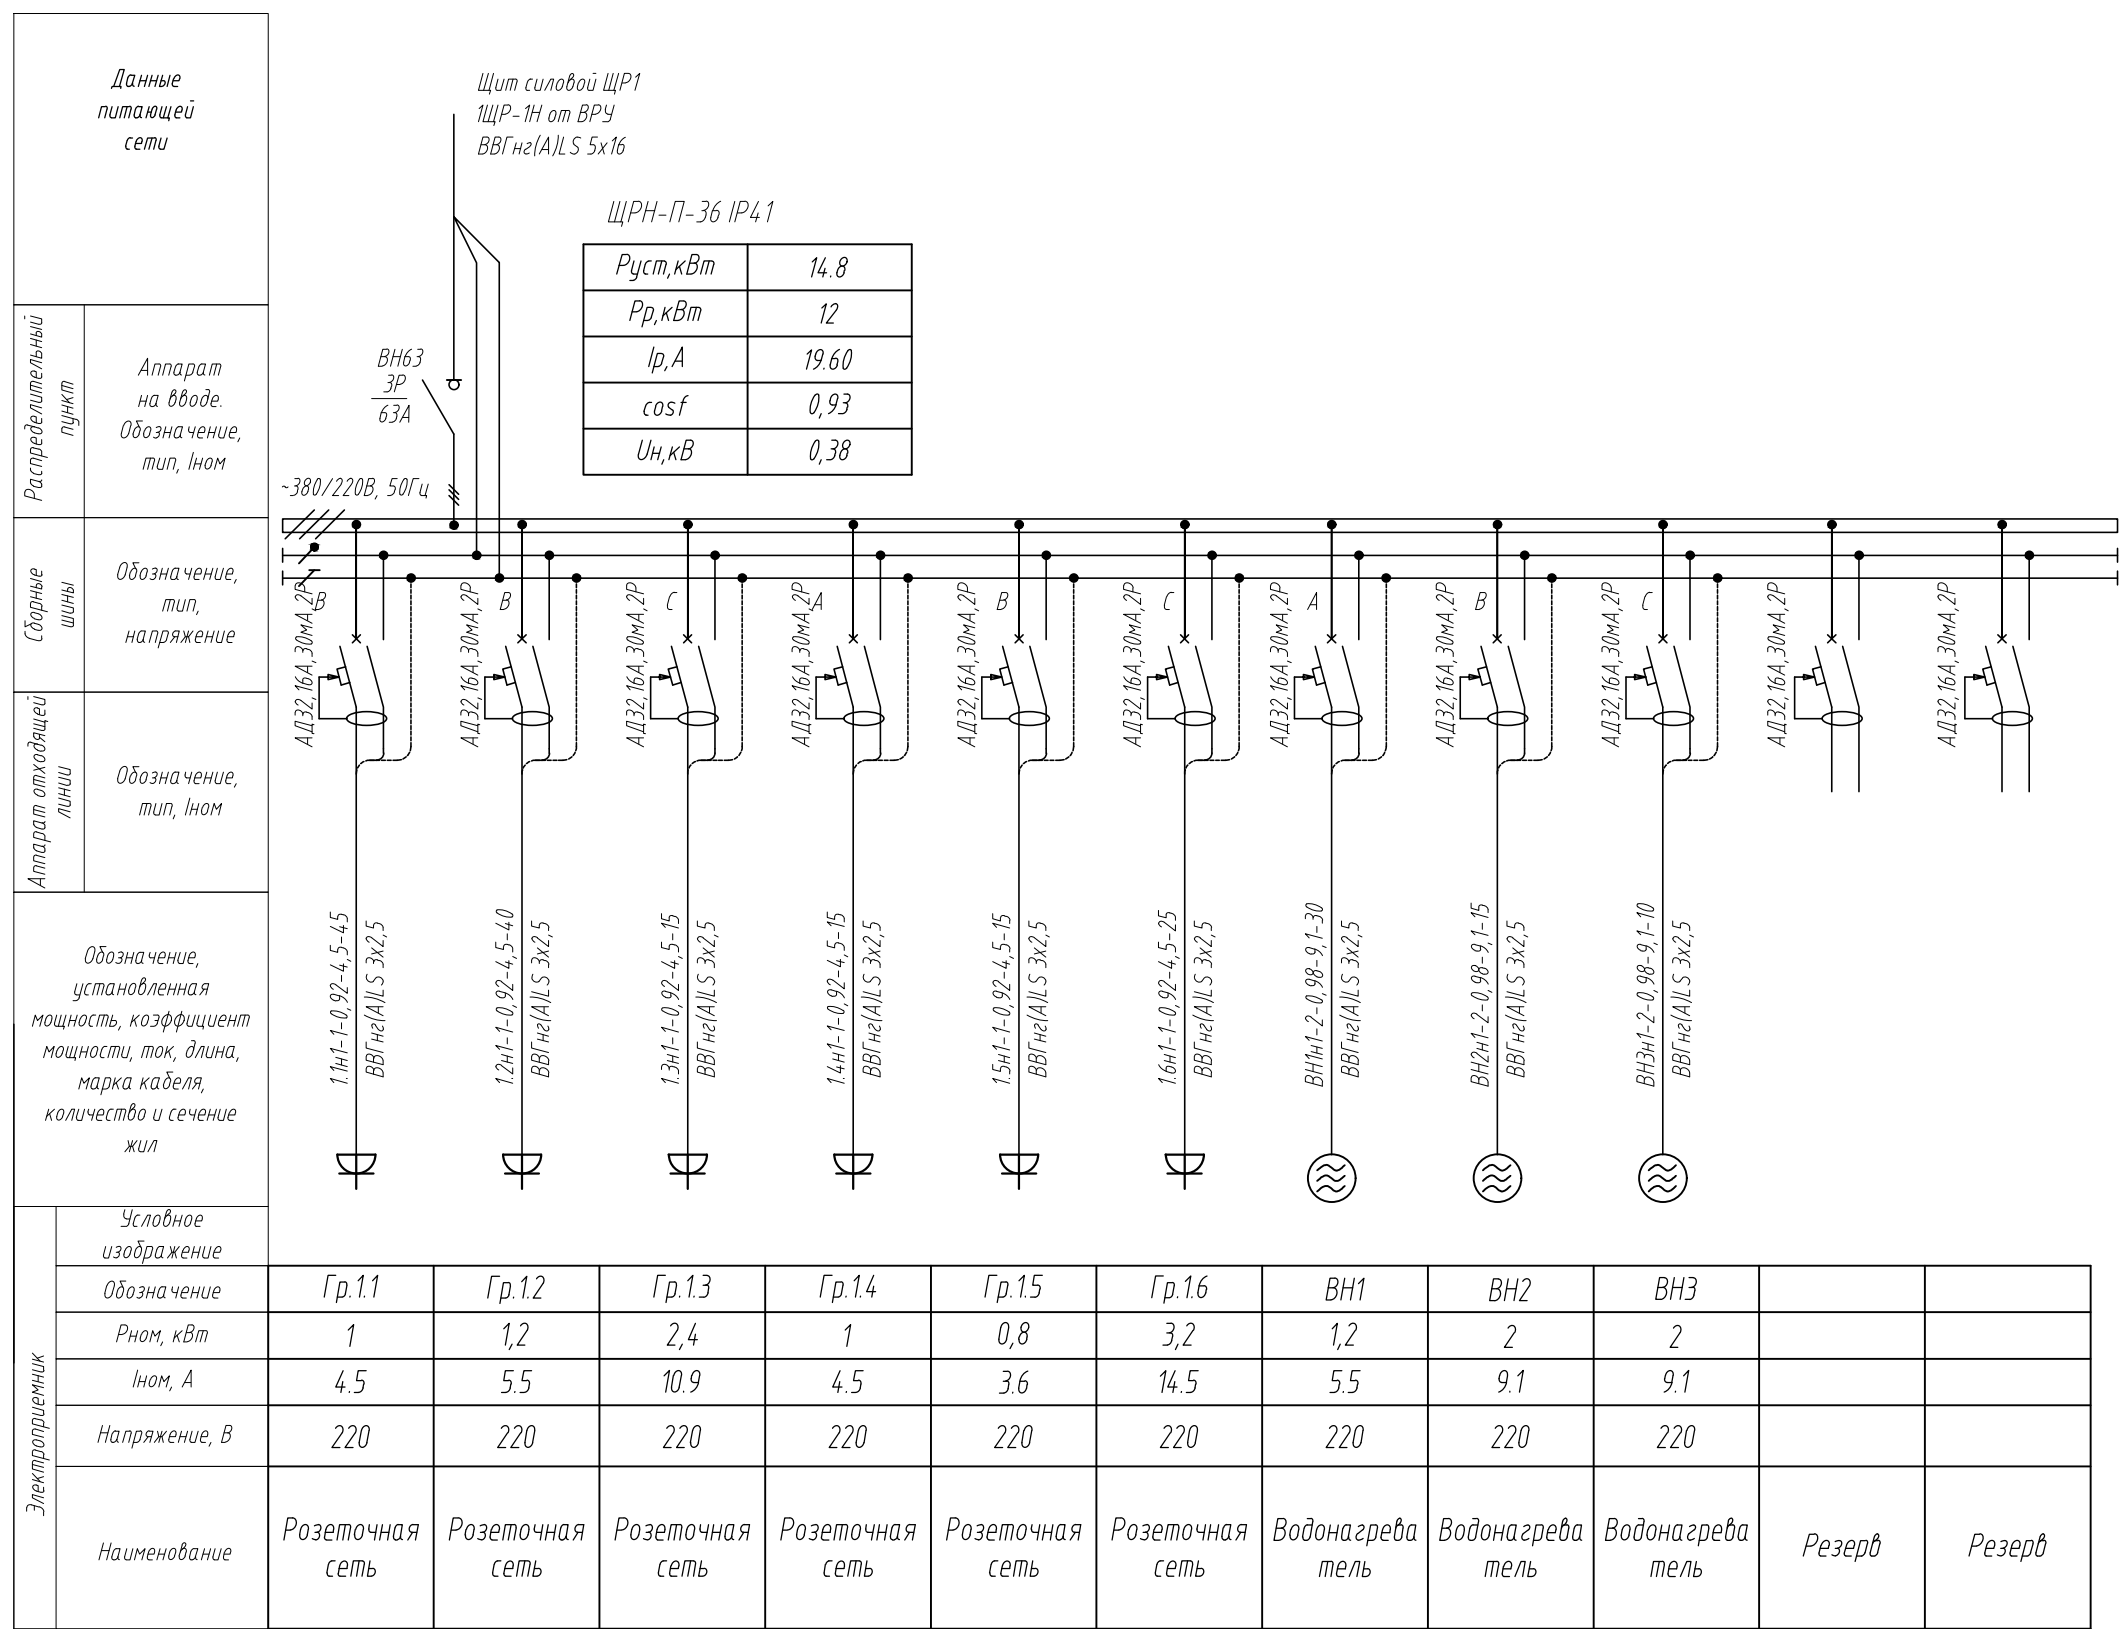 Данные
питающей
сети
Щит силовой ЩР1
1ЩР-1Н от ВРУ
ВВГнг(А)LS 5х16
ЩРН-П-36 IP41
Руст,кВт 14.8
Рр,кВт 12
Iр,А 19.60
cosf 0,93
Uн,кВ 0,38
Распределительный
пункт
Аппарат
на вводе.
Обозначение,
тип, Iном
ВН63
3Р
63А
~380/220В, 50Гц
Сборные
шины
Обозначение,
тип,
напряжение
В В С А В С А В С
Аппарат отходящей
линии
Обозначение,
тип, Iном
АД32,16А,30мА,2Р
АД32,16А,30мА,2Р
АД32,16А,30мА,2Р
АД32,16А,30мА,2Р
АД32,16А,30мА,2Р
АД32,16А,30мА,2Р
АД32,16А,30мА,2Р
АД32,16А,30мА,2Р
АД32,16А,30мА,2Р
АД32,16А,30мА,2Р
АД32,16А,30мА,2Р
Обозначение,
установленная
мощность, коэффициент
мощности, ток, длина,
марка кабеля,
количество и сечение
жил
1.1н1-1-0,92-4,5-45
ВВГнг(А)LS 3х2,5
1.2н1-1-0,92-4,5-40
ВВГнг(А)LS 3х2,5
1.3н1-1-0,92-4,5-15
ВВГнг(А)LS 3х2,5
1.4н1-1-0,92-4,5-15
ВВГнг(А)LS 3х2,5
1.5н1-1-0,92-4,5-15
ВВГнг(А)LS 3х2,5
1.6н1-1-0,92-4,5-25
ВВГнг(А)LS 3х2,5
ВН1н1-2-0,98-9,1-30
ВВГнг(А)LS 3х2,5
ВН2н1-2-0,98-9,1-15
ВВГнг(А)LS 3х2,5
ВН3н1-2-0,98-9,1-10
ВВГнг(А)LS 3х2,5
Электроприемник
Условное
изображение
Обозначение Гр.1.1 Гр.1.2 Гр.1.3 Гр.1.4 Гр.1.5 Гр.1.6 ВН1 ВН2 ВН3
Рном, кВт 1 1,2 2,4 1 0,8 3,2 1,2 2 2
Iном, А 4.5 5.5 10.9 4.5 3.6 14.5 5.5 9.1 9.1
Напряжение, В 220 220 220 220 220 220 220 220 220
Наименование
Розеточная
сеть
Розеточная
сеть
Розеточная
сеть
Розеточная
сеть
Розеточная
сеть
Розеточная
сеть
Водонагрева
тель
Водонагрева
тель
Водонагрева
тель
Резерв
Резерв